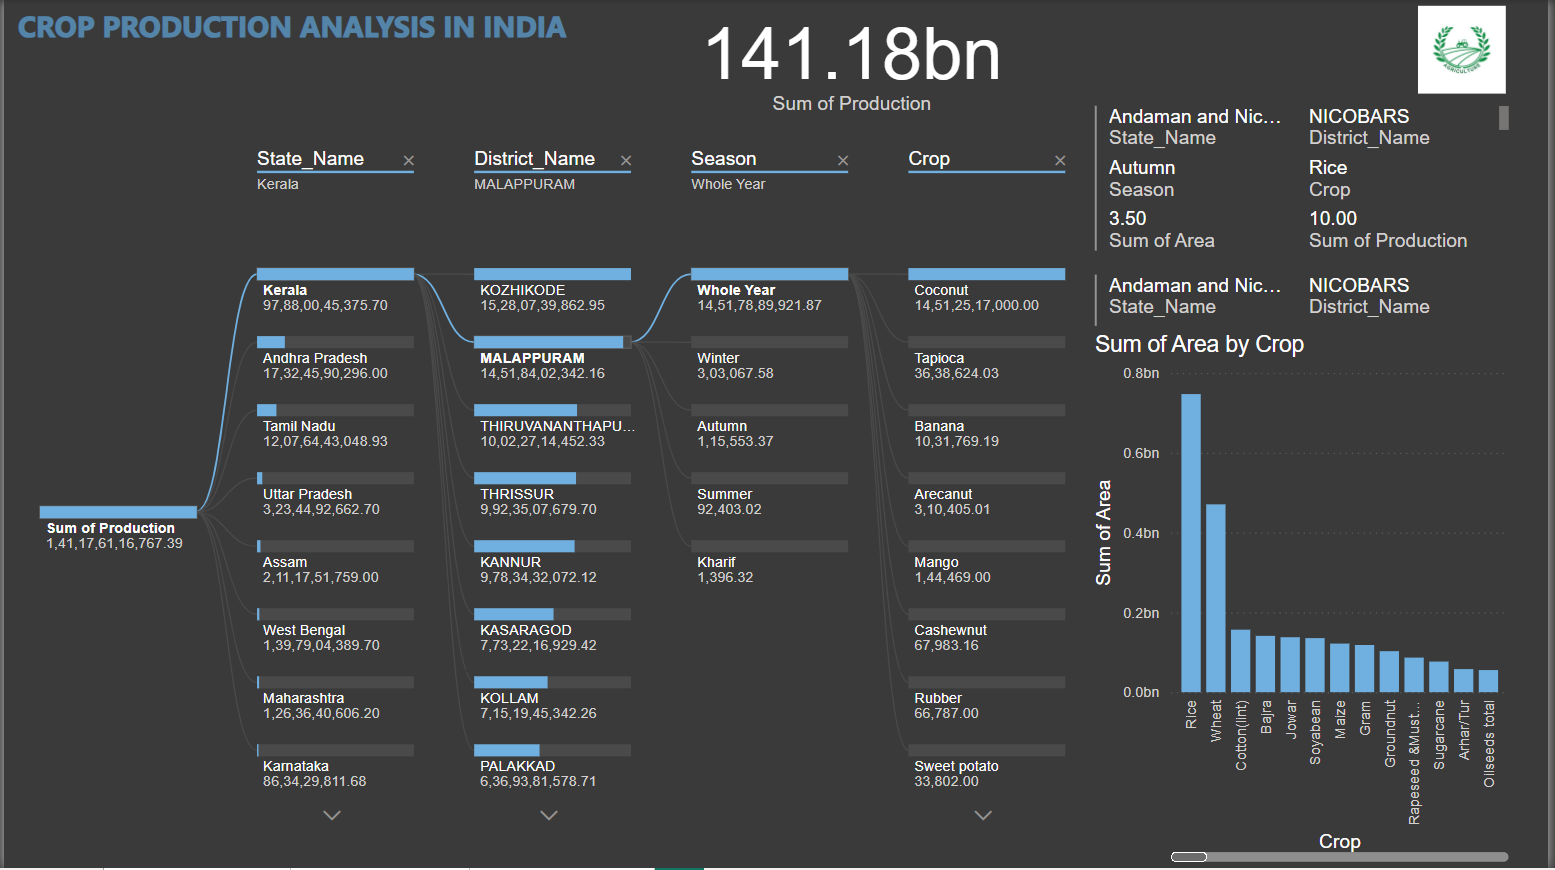 CROP PRODUCTION ANALYSIS IN INDIA
141.18bn
Sum of Production
AGRICULTURE
State_Name
Kerala
District_Name
MALAPPURAM
Season
Whole Year
Crop
Sum of Production
1,41,17,61,16,767.39
Kerala
97,88,00,45,375.70
Andhra Pradesh
17,32,45,90,296.00
Tamil Nadu
12,07,64,43,048.93
Uttar Pradesh
3,23,44,92,662.70
Assam
2,11,17,51,759.00
West Bengal
1,39,79,04,389.70
Maharashtra
1,26,36,40,606.20
Karnataka
86,34,29,811.68
KOZHIKODE
15,28,07,39,862.95
MALAPPURAM
14,51,84,02,342.16
THIRUVANANTHAPU...
10,02,27,14,452.33
THRISSUR
9,92,35,07,679.70
KANNUR
9,78,34,32,072.12
KASARAGOD
7,73,22,16,929.42
KOLLAM
7,15,19,45,342.26
PALAKKAD
6,36,93,81,578.71
Whole Year
14,51,78,89,921.87
Winter
3,03,067.58
Autumn
1,15,553.37
Summer
92,403.02
Kharif
1,396.32
Coconut
14,51,25,17,000.00
Tapioca
36,38,624.03
Banana
10,31,769.19
Arecanut
3,10,405.01
Mango
1,44,469.00
Cashewnut
67,983.16
Rubber
66,787.00
Sweet potato
33,802.00
Andaman and Nic... NICOBARS
State_Name District_Name
Autumn Rice
Season Crop
3.50 10.00
Sum of Area Sum of Production
Andaman and Nic... NICOBARS
State_Name District_Name
Sum of Area by Crop
Sum of Area
0.8bn
0.6bn
0.4bn
0.2bn
0.0bn
Rice
Wheat
Cotton(lint)
Bajra
Jowar
Soyabean
Maize
Gram
Groundnut
Rapeseed &Must...
Sugarcane
Arhar/Tur
Oilseeds total
Crop